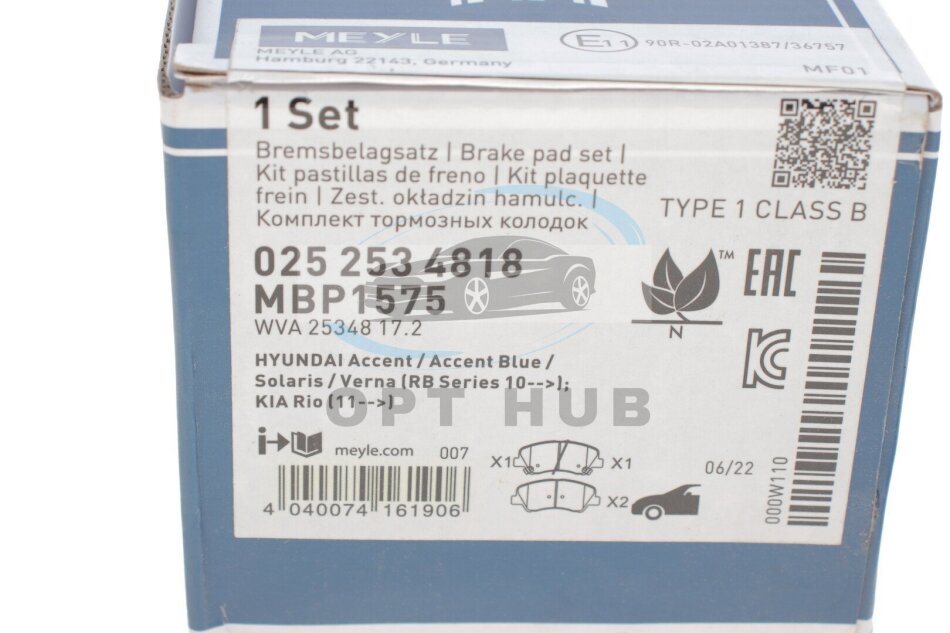 MEYLE
MEYLE AG
Hamburg 22143, Germany
E11 90R-02A01387/36757
MF01
1 Set
Bremsbelagsatz | Brake pad set |
Kit pastillas de freno | Kit plaquette
frein | Zest. okładzin hamulc. |
Комплект тормозных колодок
TYPE 1 CLASS B
025 253 4818
MBP1575
WVA 25348 17.2
TM
N
EAC
KC
HYUNDAI Accent / Accent Blue /
Solaris / Verna (RB Series 10-->);
KIA Rio (11-->)
OPT HUB
i
meyle.com 007
X1 X1
X2
06/22
000W110
4 040074 161906